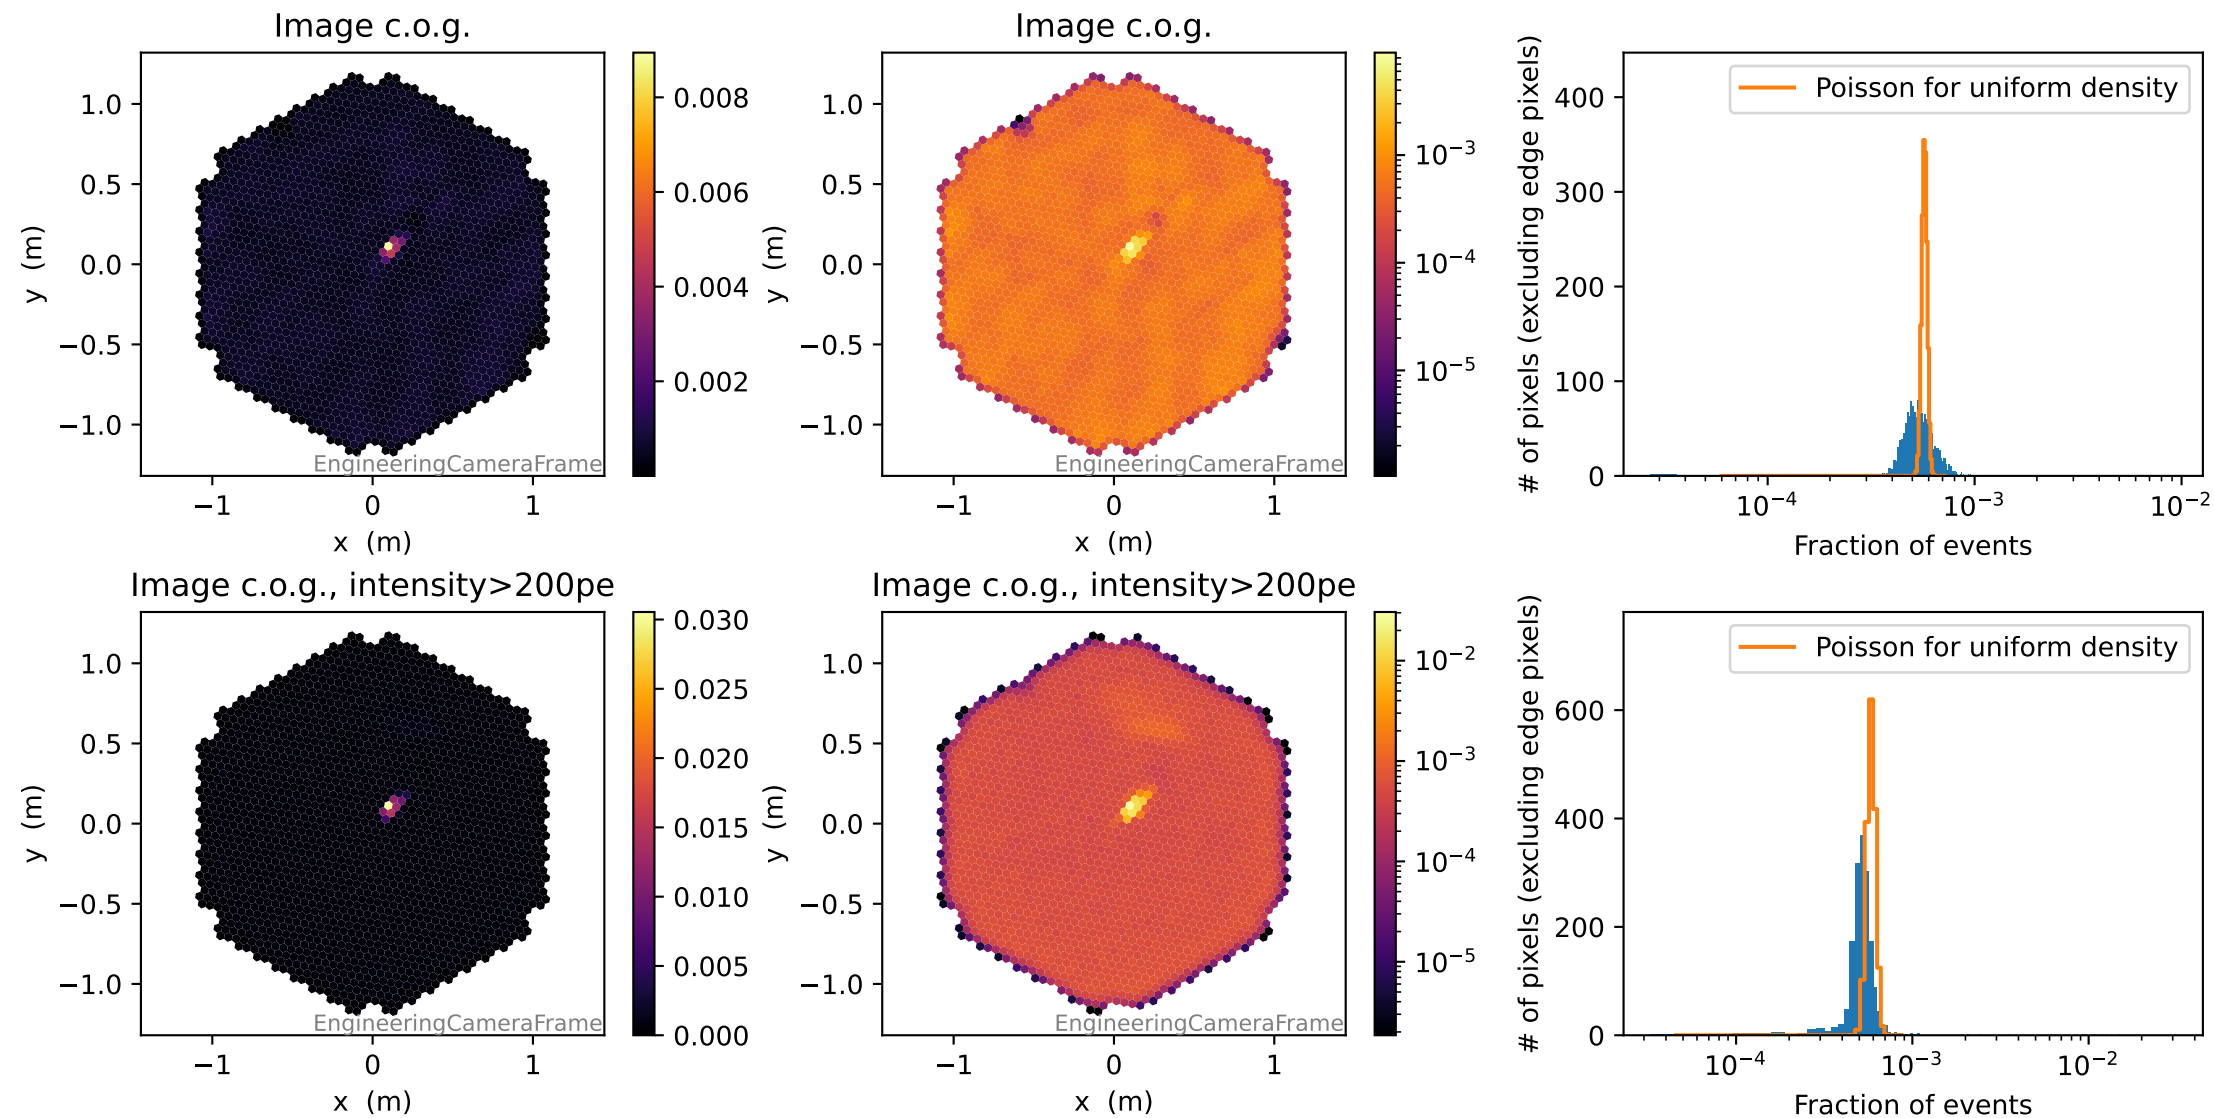 Image c.o.g.
1.0
0.5
0.0
−0.5
−1.0
y (m)
−1
0
1
x (m)
EngineeringCameraFrame
0.008
0.006
0.004
0.002
Image c.o.g.
1.0
0.5
0.0
−0.5
−1.0
y (m)
−1
0
1
x (m)
EngineeringCameraFrame
10⁻³
10⁻⁴
10⁻⁵
Poisson for uniform density
# of pixels (excluding edge pixels)
400
300
200
100
0
10⁻⁴
10⁻³
10⁻²
Fraction of events
Image c.o.g., intensity>200pe
1.0
0.5
0.0
−0.5
−1.0
y (m)
−1
0
1
x (m)
EngineeringCameraFrame
0.030
0.025
0.020
0.015
0.010
0.005
0.000
Image c.o.g., intensity>200pe
1.0
0.5
0.0
−0.5
−1.0
y (m)
−1
0
1
x (m)
EngineeringCameraFrame
10⁻²
10⁻³
10⁻⁴
10⁻⁵
Poisson for uniform density
# of pixels (excluding edge pixels)
600
400
200
0
10⁻⁴
10⁻³
10⁻²
Fraction of events